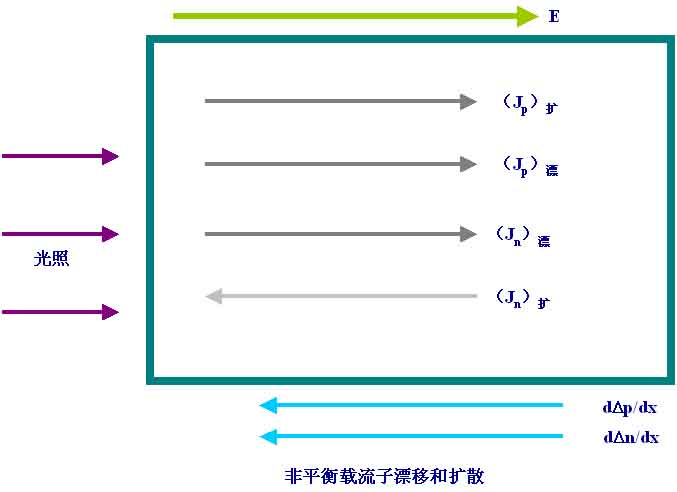 E
(Jp)扩
(Jp)漂
(Jn)漂
光照
(Jn)扩
dΔp/dx
dΔn/dx
非平衡载流子漂移和扩散